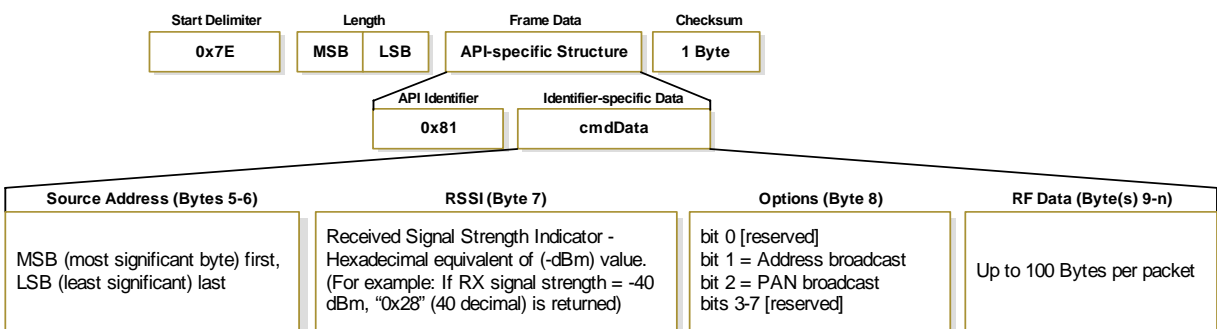 Start Delimiter Length Frame Data Checksum
0x7E MSB LSB API-specific Structure 1 Byte
API Identifier Identifier-specific Data
0x81 cmdData
Source Address (Bytes 5-6)
MSB (most significant byte) first,
LSB (least significant) last
RSSI (Byte 7)
Received Signal Strength Indicator -
Hexadecimal equivalent of (-dBm) value.
(For example: If RX signal strength = -40
dBm, “0x28” (40 decimal) is returned)
Options (Byte 8)
bit 0 [reserved]
bit 1 = Address broadcast
bit 2 = PAN broadcast
bits 3-7 [reserved]
RF Data (Byte(s) 9-n)
Up to 100 Bytes per packet